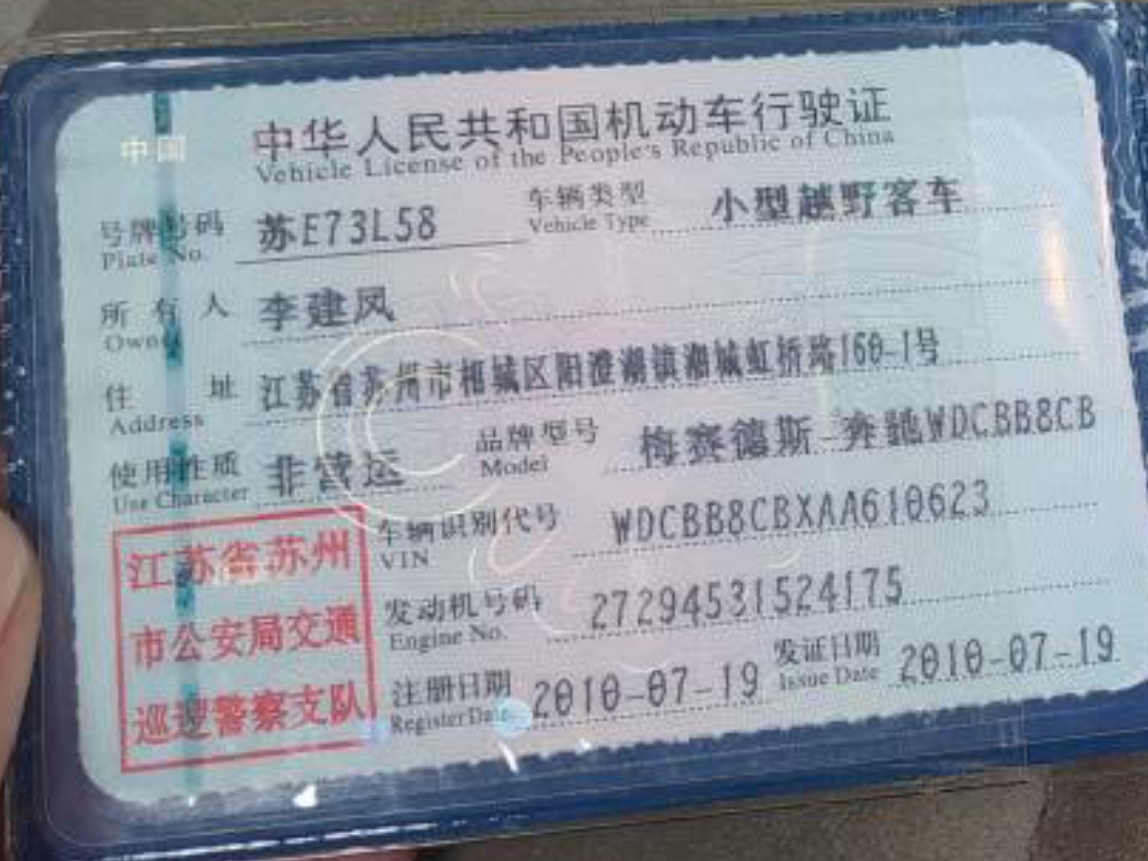 中国
中华人民共和国机动车行驶证
Vehicle License of the People's Republic of China
号牌号码 苏E73L58 车辆类型 小型越野客车
Plate No. Vehicle Type
所有人 李建凤
Owner
住址 江苏省苏州市相城区阳澄湖镇湘城虹桥路160-1号
Address
使用性质 非营运 品牌型号 梅赛德斯-奔驰WDCBB8CB
Use Character Model
车辆识别代号 WDCBB8CBXAA610623
VIN
发动机号码 27294531524175
Engine No.
注册日期 2010-07-19 发证日期 2010-07-19
Register Date Issue Date
江苏省苏州
市公安局交通
巡逻警察支队